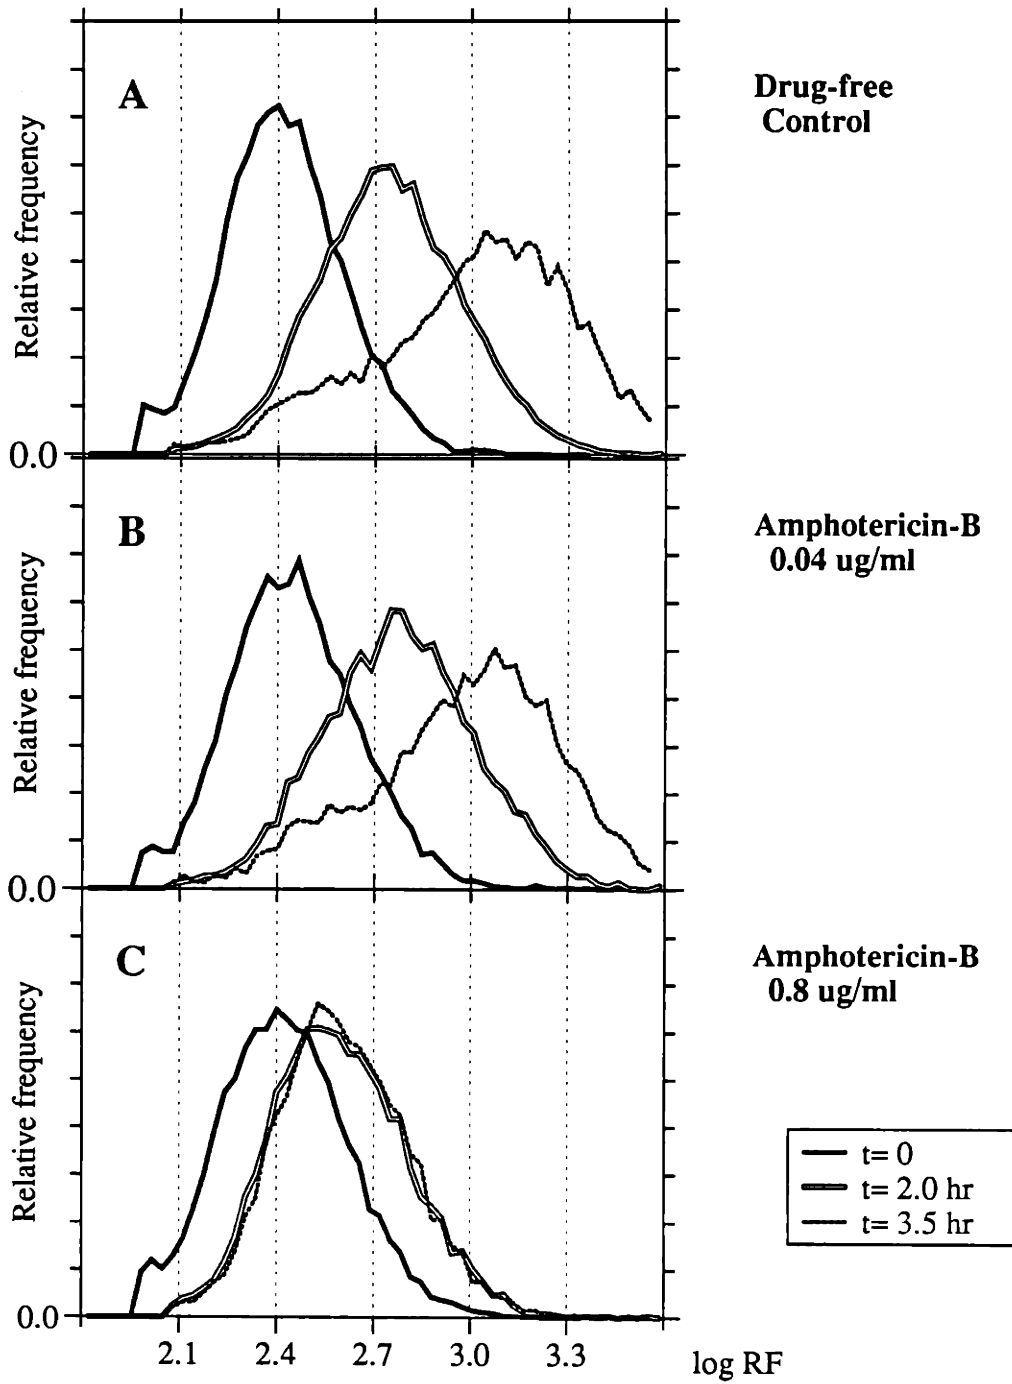 A
Drug-free
Control
Relative frequency
0.0
B
Amphotericin-B
0.04 ug/ml
Relative frequency
0.0
C
Amphotericin-B
0.8 ug/ml
Relative frequency
t= 0
t= 2.0 hr
t= 3.5 hr
0.0
2.1 2.4 2.7 3.0 3.3 log RF